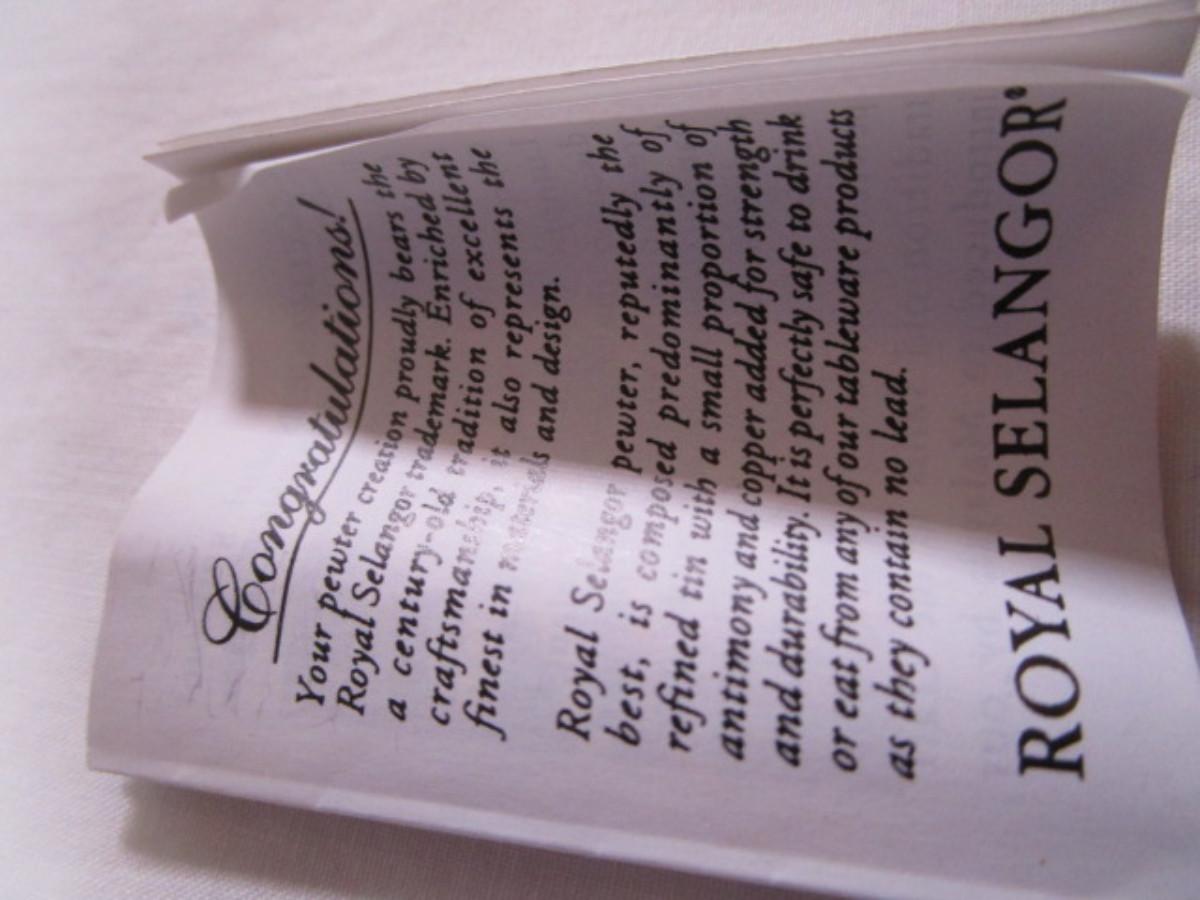 Congratulations!
Your pewter creation proudly bears the
Royal Selangor trademark. Enriched by
a century-old tradition of excellent
craftsmanship, it also represents the
finest in materials and design.
Royal Selangor pewter, reputedly the
best, is composed predominantly of
refined tin with a small proportion of
antimony and copper added for strength
and durability. It is perfectly safe to drink
or eat from any of our tableware products
as they contain no lead.
ROYAL SELANGOR®